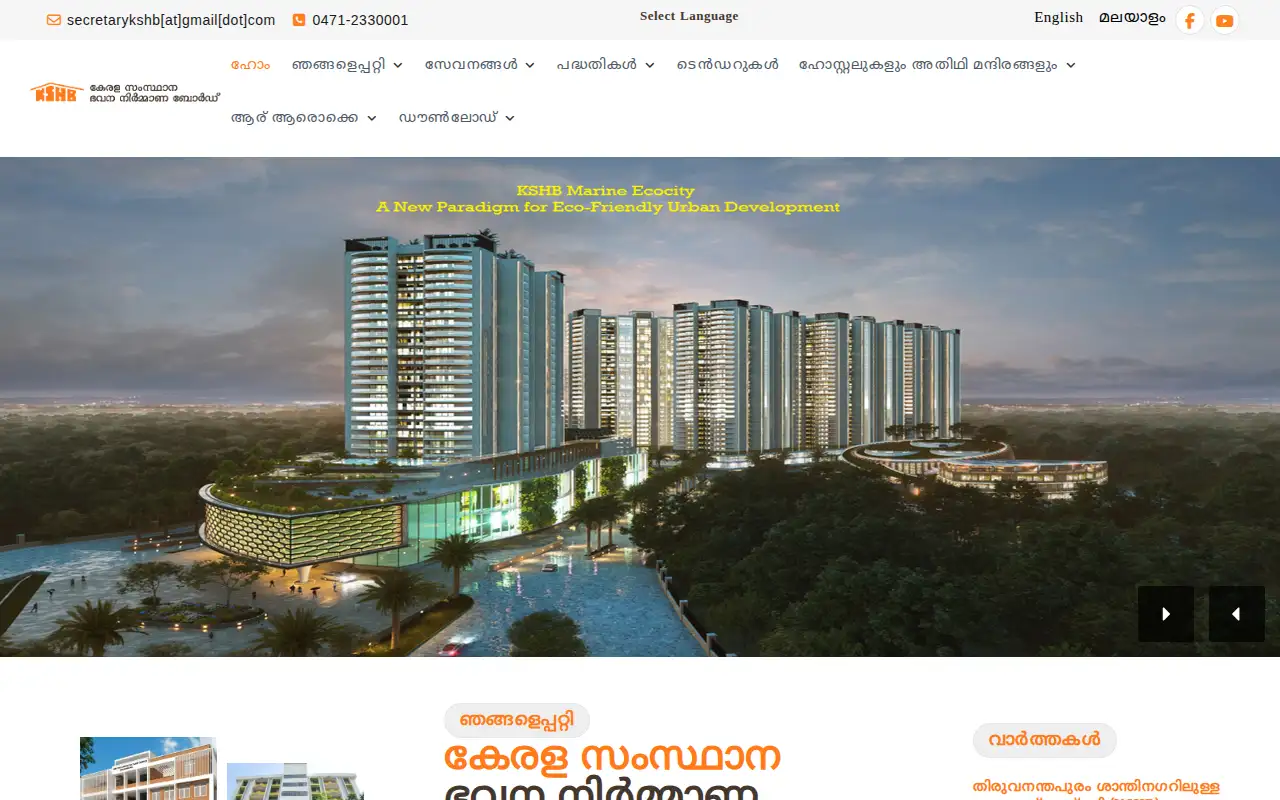 secretarykshb[at]gmail[dot]com 0471-2330001 Select Language English മലയാളം
ഹോം ഞങ്ങളെപ്പറ്റി സേവനങ്ങൾ പദ്ധതികൾ ടെൻഡറുകൾ ഹോസ്റ്റലുകളും അതിഥി മന്ദിരങ്ങളും
KSHB കേരള സംസ്ഥാന
ഭവന നിർമ്മാണ ബോർഡ്
ആര് ആരൊക്കെ ഡൗൺലോഡ്
KSHB Marine Ecocity
A New Paradigm for Eco-Friendly Urban Development
ഞങ്ങളെപ്പറ്റി
കേരള സംസ്ഥാന
ഭവന നിർമ്മാണ
വാർത്തകൾ
തിരുവനന്തപുരം ശാന്തിനഗറിലുള്ള